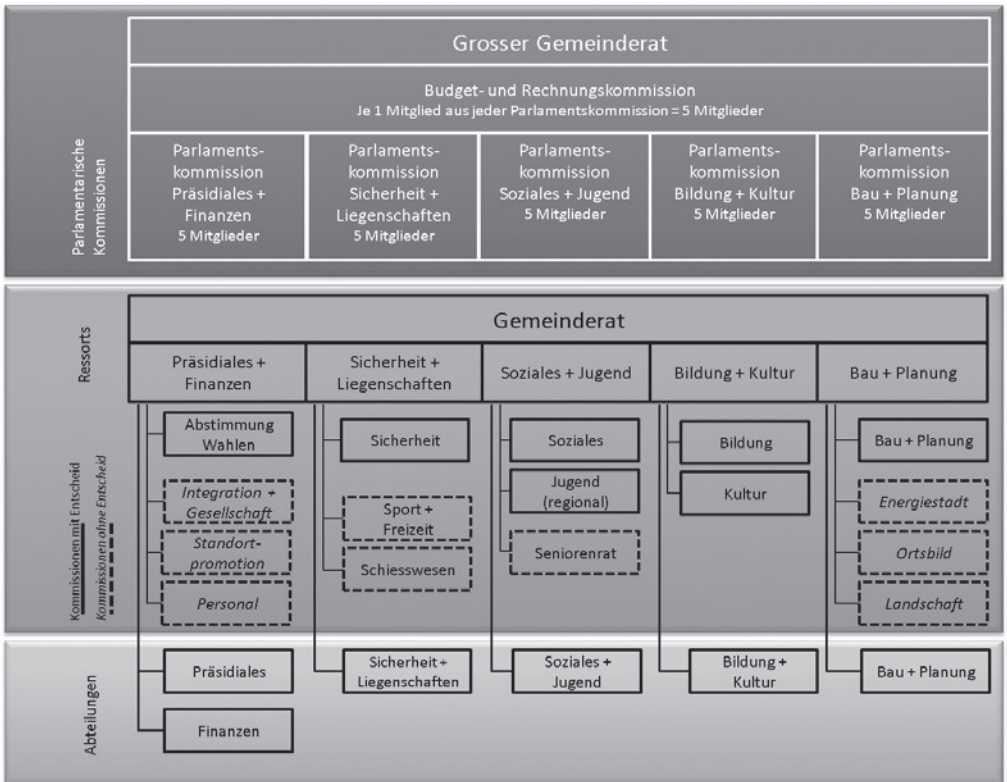 Grosser Gemeinderat
Budget- und Rechnungskommission
Je 1 Mitglied aus jeder Parlamentskommission = 5 Mitglieder
Parlamentarische
Kommissionen
Parlaments-
kommission
Präsidiales +
Finanzen
5 Mitglieder
Parlaments-
kommission
Sicherheit +
Liegenschaften
5 Mitglieder
Parlaments-
kommission
Soziales + Jugend
5 Mitglieder
Parlaments-
kommission
Bildung + Kultur
5 Mitglieder
Parlaments-
kommission
Bau + Planung
5 Mitglieder
Gemeinderat
Ressorts
Präsidiales +
Finanzen
Sicherheit +
Liegenschaften
Soziales + Jugend
Bildung + Kultur
Bau + Planung
Kommissionen mit Entscheid
Kommissionen ohne Entscheid
Abstimmung
Wahlen
Integration +
Gesellschaft
Standort-
promotion
Personal
Sicherheit
Sport +
Freizeit
Schiesswesen
Soziales
Jugend
(regional)
Seniorenrat
Bildung
Kultur
Bau + Planung
Energiestadt
Ortsbild
Landschaft
Abteilungen
Präsidiales
Finanzen
Sicherheit +
Liegenschaften
Soziales +
Jugend
Bildung +
Kultur
Bau + Planung